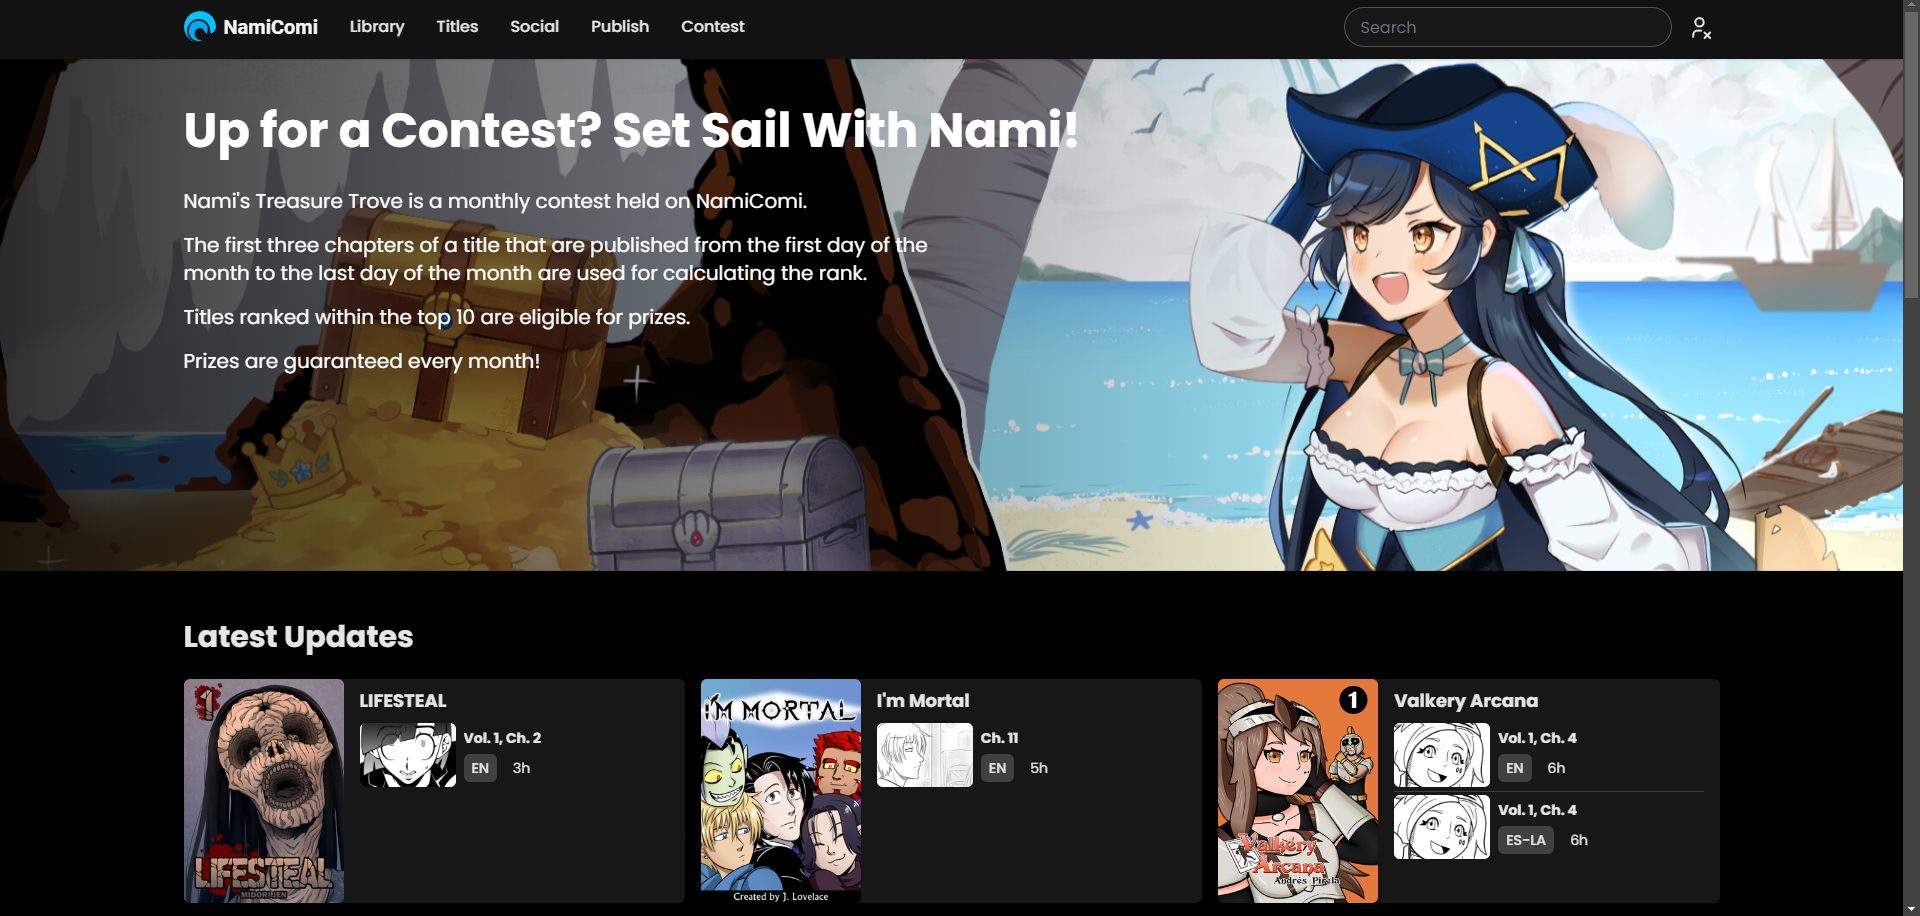 NamiComi
Library
Titles
Social
Publish
Contest
Search
Up for a Contest? Set Sail With Nami!
Nami's Treasure Trove is a monthly contest held on NamiComi.
The first three chapters of a title that are published from the first day of the
month to the last day of the month are used for calculating the rank.
Titles ranked within the top 10 are eligible for prizes.
Prizes are guaranteed every month!
Latest Updates
1
LIFESTEAL
MIDORIJEN
LIFESTEAL
Vol. 1, Ch. 2
EN 3h
I'M MORTAL
Created by J. Lovelace
I'm Mortal
Ch. 11
EN 5h
1
Valkery
Arcana
Andrés Pirela
Valkery Arcana
Vol. 1, Ch. 4
EN 6h
Vol. 1, Ch. 4
ES-LA 6h